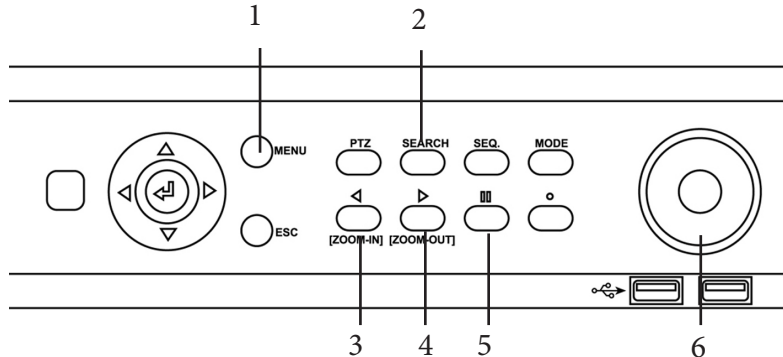 1 2
MENU PTZ SEARCH SEQ. MODE
ESC [ZOOM-IN] [ZOOM-OUT]
3 4 5 6